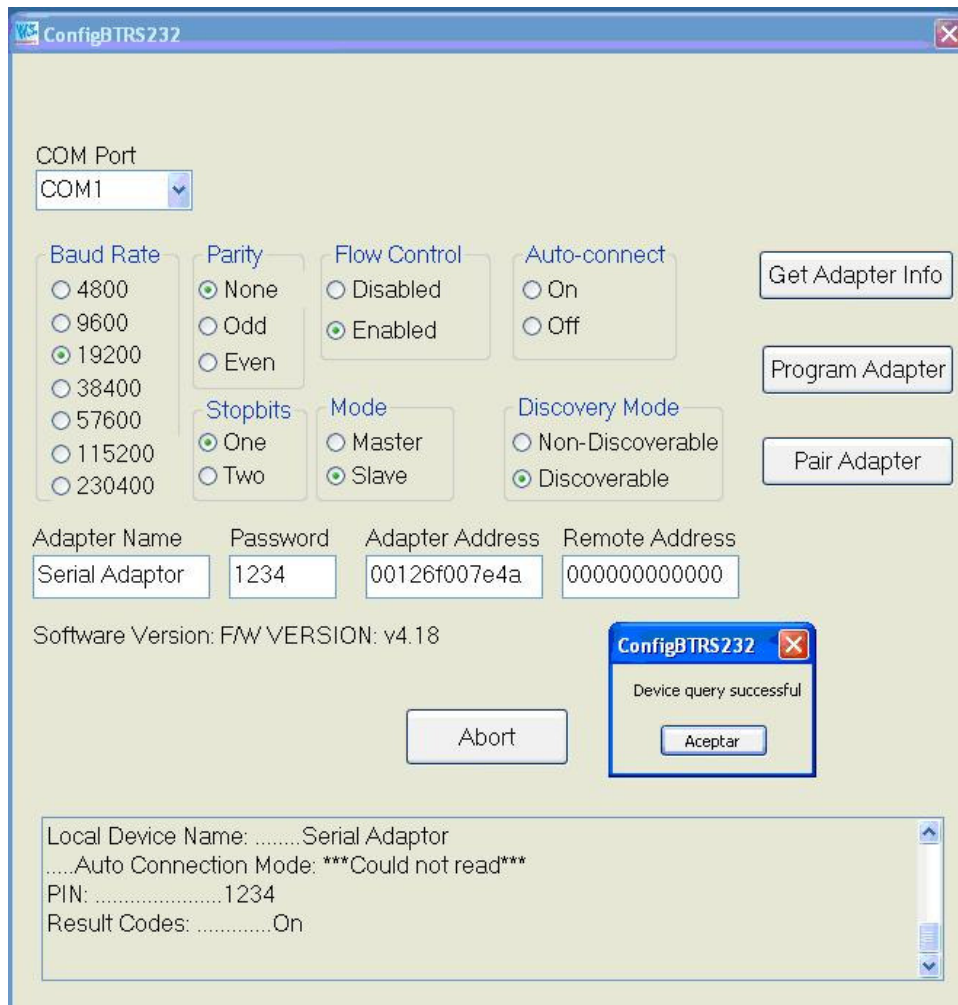 ConfigBTRS232
COM Port
COM1
Baud Rate
4800
9600
19200
38400
57600
115200
230400
Parity
None
Odd
Even
Stopbits
One
Two
Flow Control
Disabled
Enabled
Mode
Master
Slave
Auto-connect
On
Off
Discovery Mode
Non-Discoverable
Discoverable
Get Adapter Info
Program Adapter
Pair Adapter
Adapter Name
Serial Adaptor
Password
1234
Adapter Address
00126f007e4a
Remote Address
000000000000
Software Version: F/W VERSION: v4.18
ConfigBTRS232
Device query successful
Aceptar
Abort
Local Device Name: ........Serial Adaptor
.....Auto Connection Mode: ***Could not read***
PIN: .......................1234
Result Codes: .............On